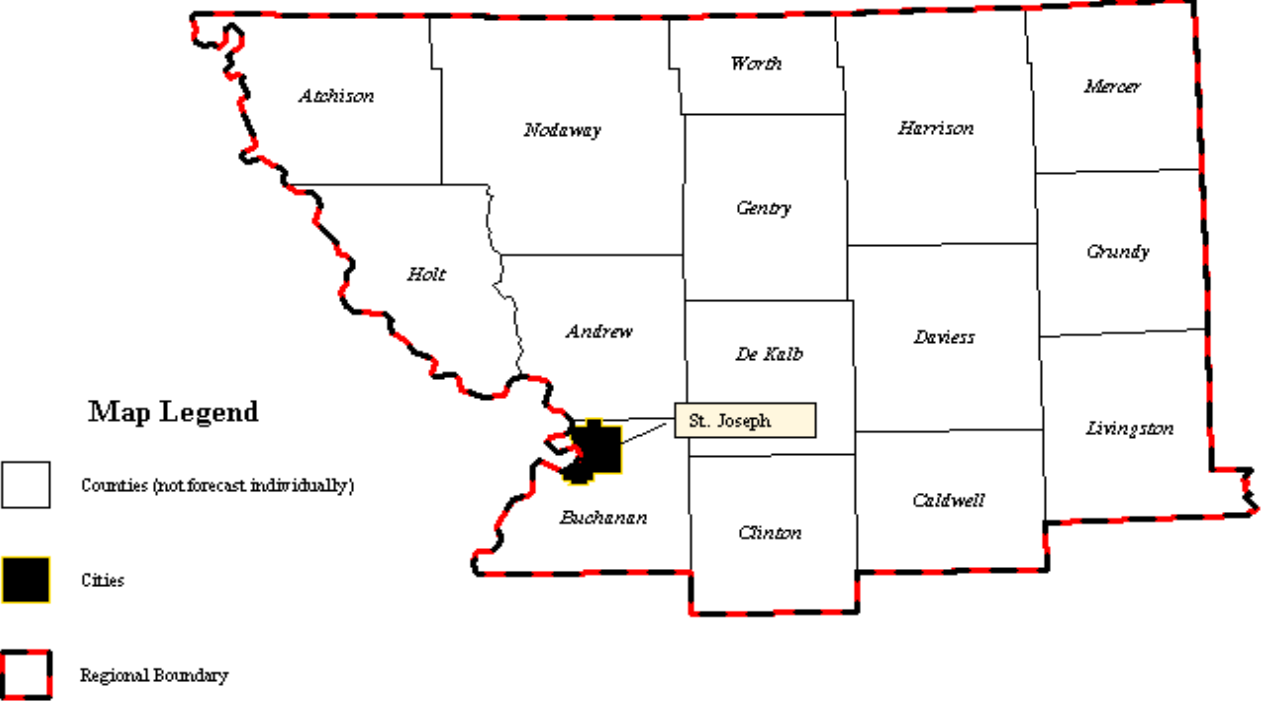 Worth
Mercer
Atchison
Nodaway
Harrison
Gentry
Grundy
Holt
Andrew
De Kalb
Daviess
Map Legend
St. Joseph
Livingston
Counties (not forecast individually)
Buchanan
Clinton
Caldwell
Cities
Regional Boundary